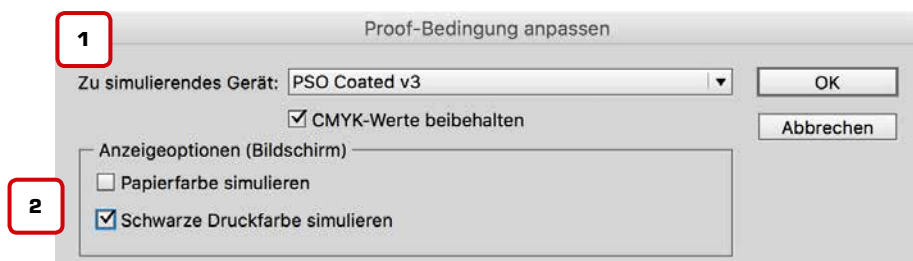 1
Proof-Bedingung anpassen
Zu simulierendes Gerät: PSO Coated v3
OK
CMYK-Werte beibehalten
Abbrechen
Anzeigeoptionen (Bildschirm)
Papierfarbe simulieren
2
Schwarze Druckfarbe simulieren